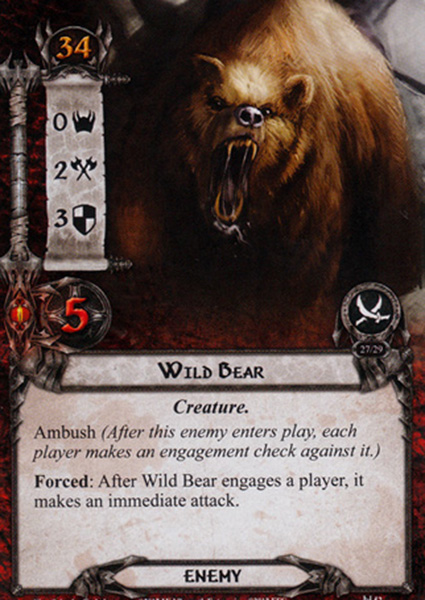 34
0
2
3
5
27/29
Wild Bear
Creature.
Ambush (After this enemy enters play, each
player makes an engagement check against it.)
Forced: After Wild Bear engages a player, it
makes an immediate attack.
ENEMY